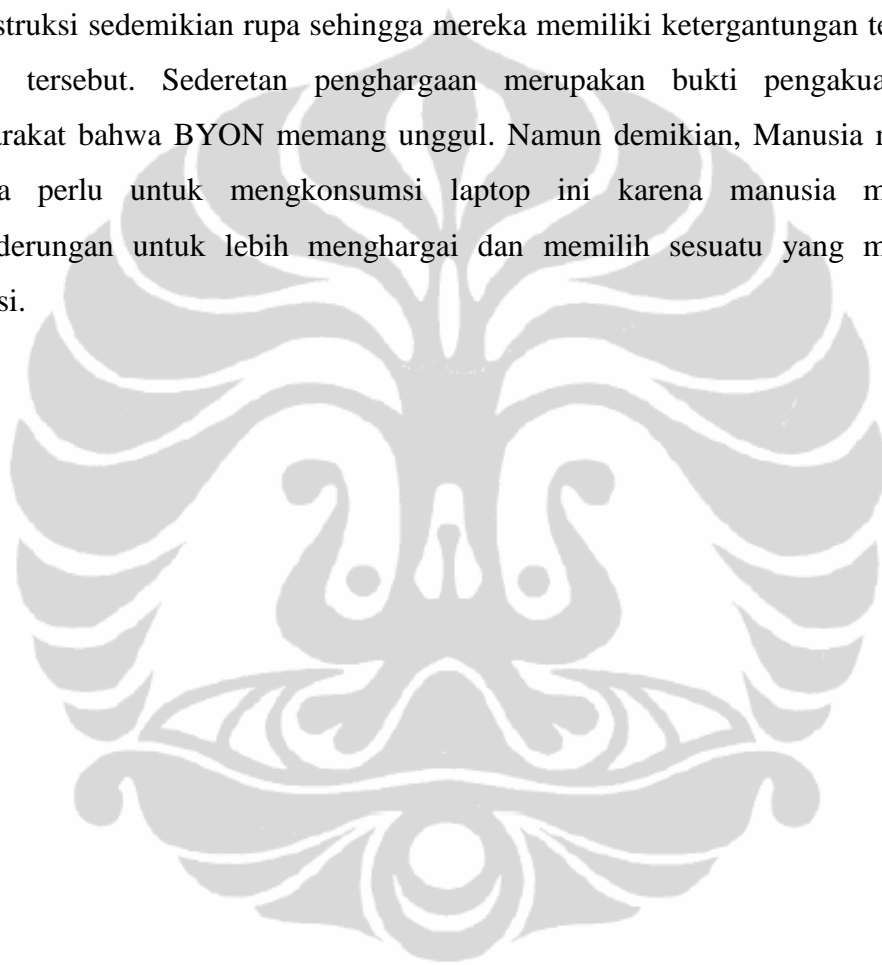 struksi sedemikian rupa sehingga mereka memiliki ketergantungan te
tersebut. Sederetan penghargaan merupakan bukti pengakua
arakat bahwa BYON memang unggul. Namun demikian, Manusia m
a perlu untuk mengkonsumsi laptop ini karena manusia m
derungan untuk lebih menghargai dan memilih sesuatu yang m
si.